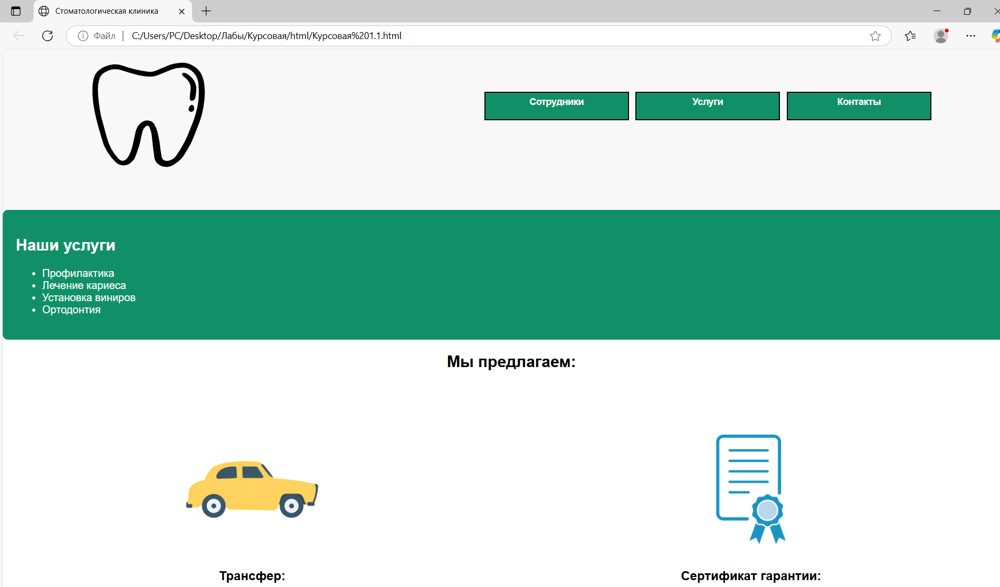 Стоматологическая клиника
Файл
C:/Users/PC/Desktop/Лабы/Курсовая/html/Курсовая%201.1.html
Сотрудники
Услуги
Контакты
Наши услуги
Профилактика
Лечение кариеса
Установка виниров
Ортодонтия
Мы предлагаем:
Трансфер:
Сертификат гарантии: